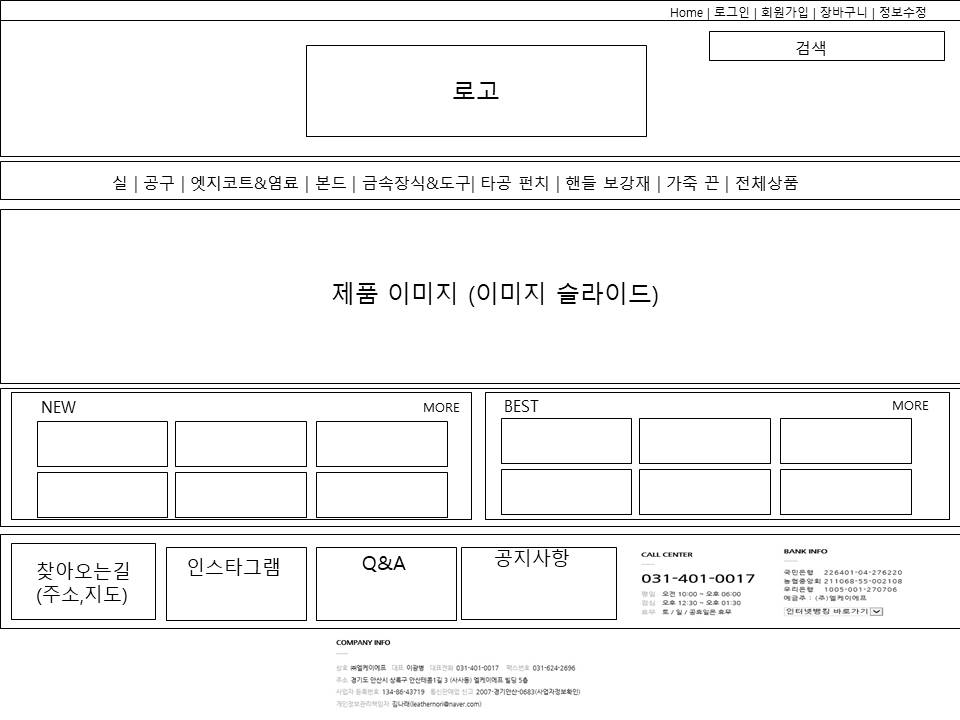 Home | 로그인 | 회원가입 | 장바구니 | 정보수정
검색
로고
실 | 공구 | 엣지코트&염료 | 본드 | 금속장식&도구| 타공 펀치 | 핸들 보강재 | 가죽 끈 | 전체상품
제품 이미지 (이미지 슬라이드)
NEW
MORE
BEST
MORE
찾아오는길
(주소,지도)
인스타그램
Q&A
공지사항
CALL CENTER
031-401-0017
평일 오전 10:00 ~ 오후 06:00
점심 오후 12:30 ~ 오후 01:30
휴무 토 / 일 / 공휴일은 휴무
BANK INFO
국민은행 226401-04-276220
농협중앙회 211068-55-002108
우리은행 1005-001-270706
예금주 : (주)엘케이에프
인터넷뱅킹 바로가기
COMPANY INFO
상호 ㈜엘케이에프 대표 이광병 대표전화 031-401-0017 팩스번호 031-624-2696
주소 경기도 안산시 상록구 안산테콤1길 3 (사사동) 엘케이에프 빌딩 5층
사업자 등록번호 134-86-43719 통신판매업 신고 2007-경기안산-0683(사업자정보확인)
개인정보관리책임자 김나래(leathernori@naver.com)